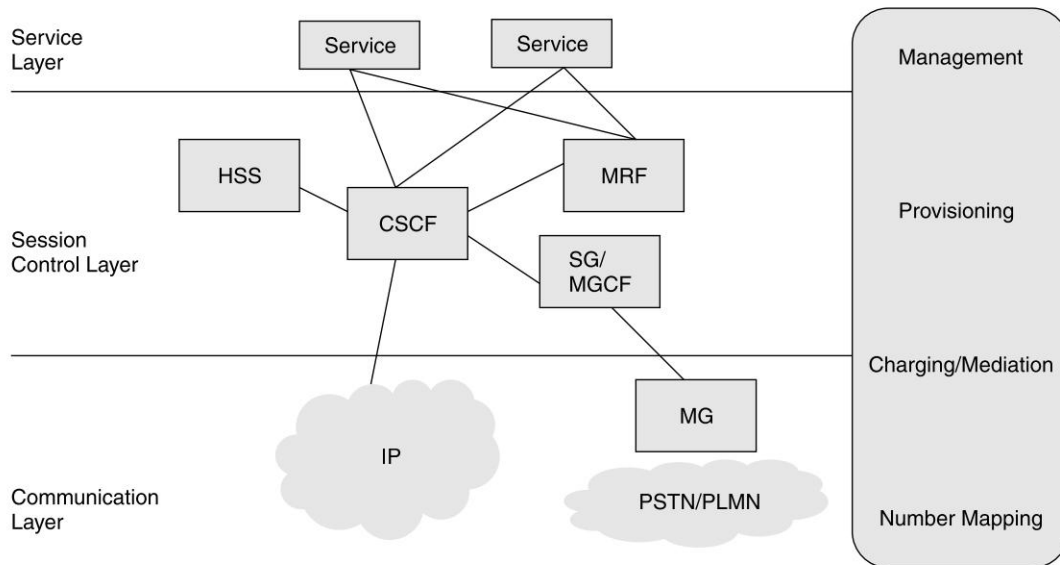 Service
Layer
Service
Service
Management
HSS
MRF
CSCF
Provisioning
Session
Control Layer
SG/
MGCF
Charging/Mediation
MG
IP
Communication
Layer
PSTN/PLMN
Number Mapping